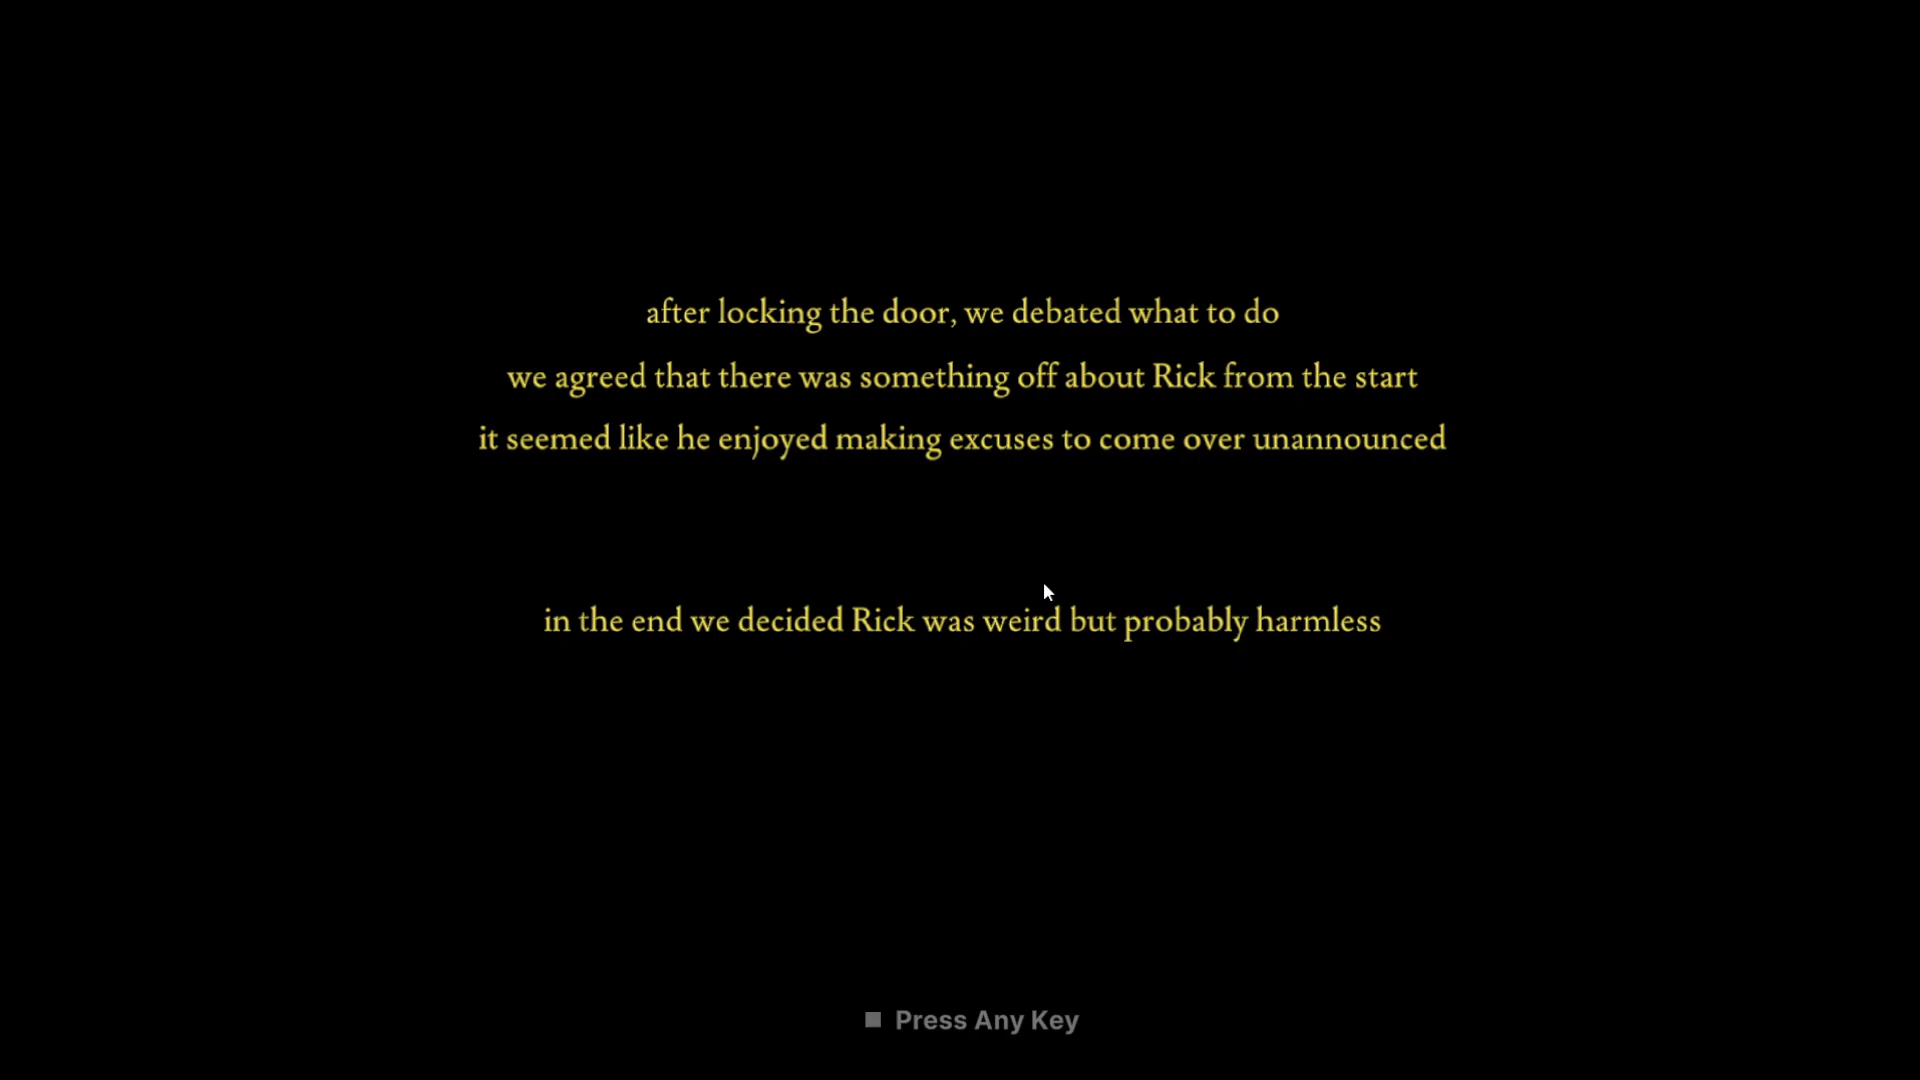 after locking the door, we debated what to do
we agreed that there was something off about Rick from the start
it seemed like he enjoyed making excuses to come over unannounced
in the end we decided Rick was weird but probably harmless
Press Any Key